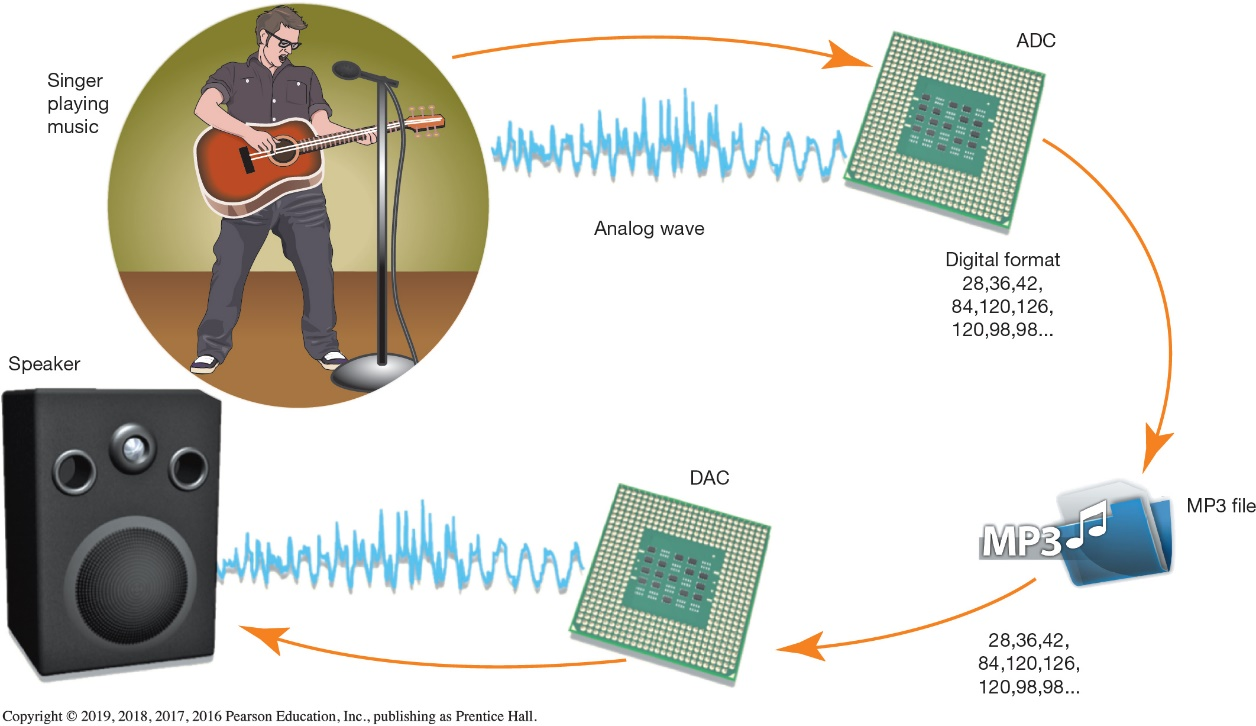 Singer
playing
music
ADC
Analog wave
Digital format
28,36,42,
84,120,126,
120,98,98...
Speaker
DAC
MP3
MP3 file
28,36,42,
84,120,126,
120,98,98...
Copyright © 2019, 2018, 2017, 2016 Pearson Education, Inc., publishing as Prentice Hall.